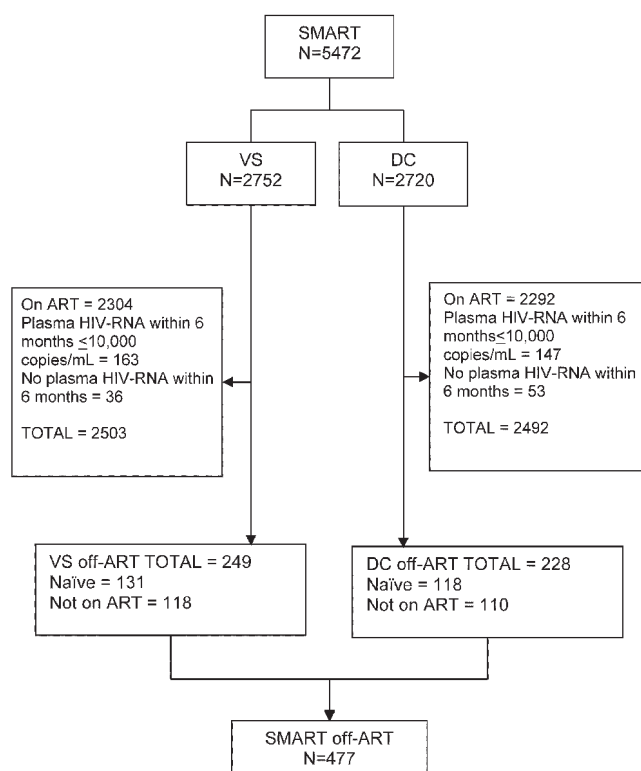 SMART
N=5472
VS
N=2752
DC
N=2720
On ART = 2304
Plasma HIV-RNA within 6
months ≤10,000
copies/mL = 163
No plasma HIV-RNA within
6 months = 36
TOTAL = 2503
On ART = 2292
Plasma HIV-RNA within 6
months≤10,000
copies/mL = 147
No plasma HIV-RNA within
6 months = 53
TOTAL = 2492
VS off-ART TOTAL = 249
Naïve = 131
Not on ART = 118
DC off-ART TOTAL = 228
Naïve = 118
Not on ART = 110
SMART off-ART
N=477